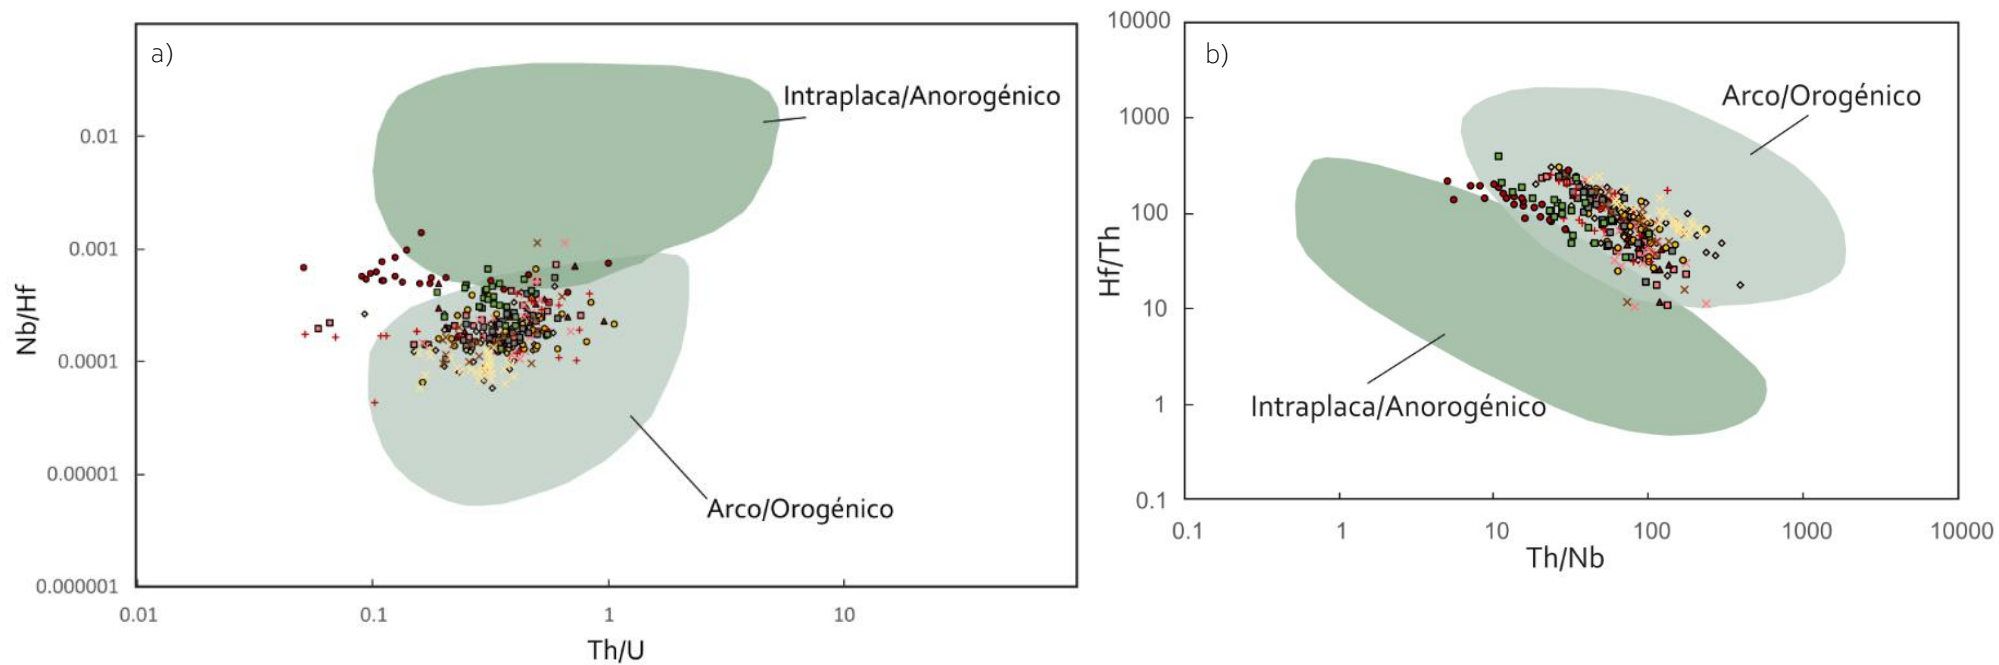 a)
Intraplaca/Anorogénico
0.01
0.001
0.0001
0.00001
0.000001
Nb/Hf
Arco/Orogénico
0.01
0.1
1
10
Th/U
b)
10000
1000
100
10
1
0.1
Hf/Th
Arco/Orogénico
Intraplaca/Anorogénico
0.1
1
10
100
1000
10000
Th/Nb